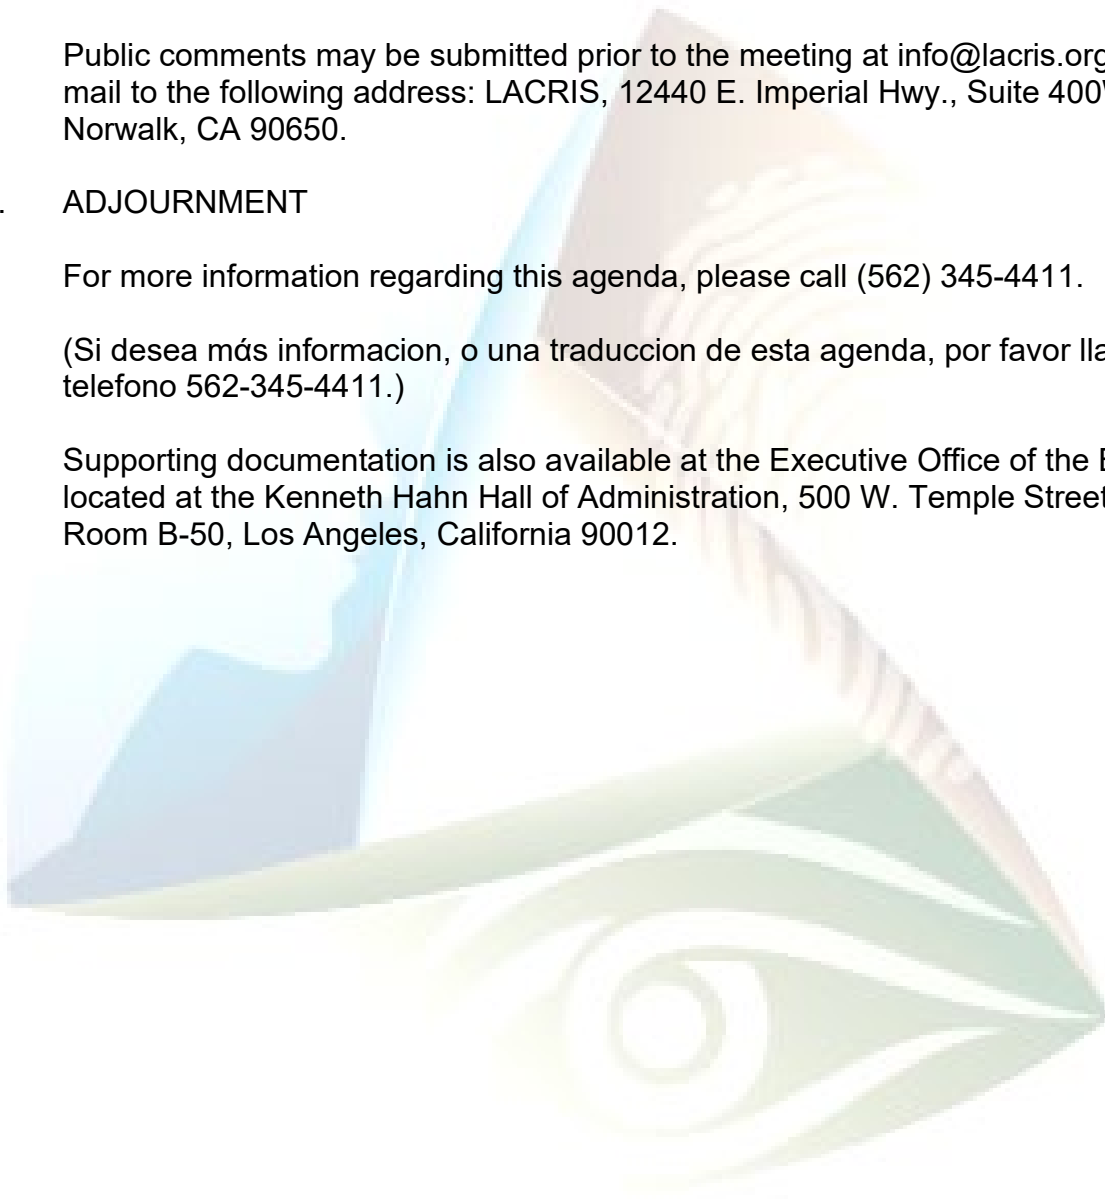 Public comments may be submitted prior to the meeting at info@lacris.org
mail to the following address: LACRIS, 12440 E. Imperial Hwy., Suite 400
Norwalk, CA 90650.
. ADJOURNMENT
For more information regarding this agenda, please call (562) 345-4411.
(Si desea mάs informacion, o una traduccion de esta agenda, por favor
telefono 562-345-4411.)
Supporting documentation is also available at the Executive Office of the
located at the Kenneth Hahn Hall of Administration, 500 W. Temple Street
Room B-50, Los Angeles, California 90012.